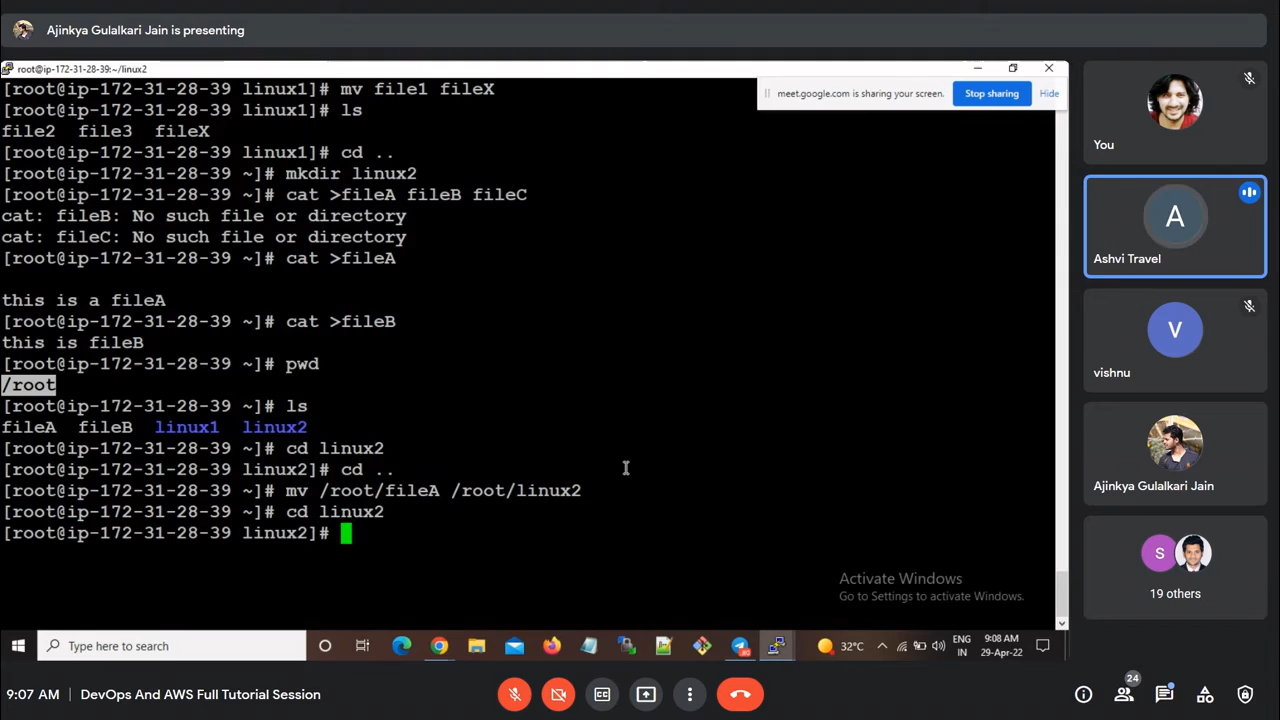 Ajinkya Gulalkari Jain is presenting
root@ip-172-31-28-39:~/linux2
[root@ip-172-31-28-39 linux1]# mv file1 fileX
[root@ip-172-31-28-39 linux1]# ls
file2 file3 fileX
[root@ip-172-31-28-39 linux1]# cd ..
[root@ip-172-31-28-39 ~]# mkdir linux2
[root@ip-172-31-28-39 ~]# cat >fileA fileB fileC
cat: fileB: No such file or directory
cat: fileC: No such file or directory
[root@ip-172-31-28-39 ~]# cat >fileA
this is a fileA
[root@ip-172-31-28-39 ~]# cat >fileB
this is fileB
[root@ip-172-31-28-39 ~]# pwd
/root
[root@ip-172-31-28-39 ~]# ls
fileA fileB linux1 linux2
[root@ip-172-31-28-39 ~]# cd linux2
[root@ip-172-31-28-39 linux2]# cd ..
[root@ip-172-31-28-39 ~]# mv /root/fileA /root/linux2
[root@ip-172-31-28-39 ~]# cd linux2
[root@ip-172-31-28-39 linux2]#
meet.google.com is sharing your screen.
Stop sharing
Hide
Activate Windows
Go to Settings to activate Windows.
Type here to search
32°C
ENG
IN
9:08 AM
29-Apr-22
You
A
Ashvi Travel
V
vishnu
Ajinkya Gulalkari Jain
S
19 others
9:07 AM | DevOps And AWS Full Tutorial Session
24